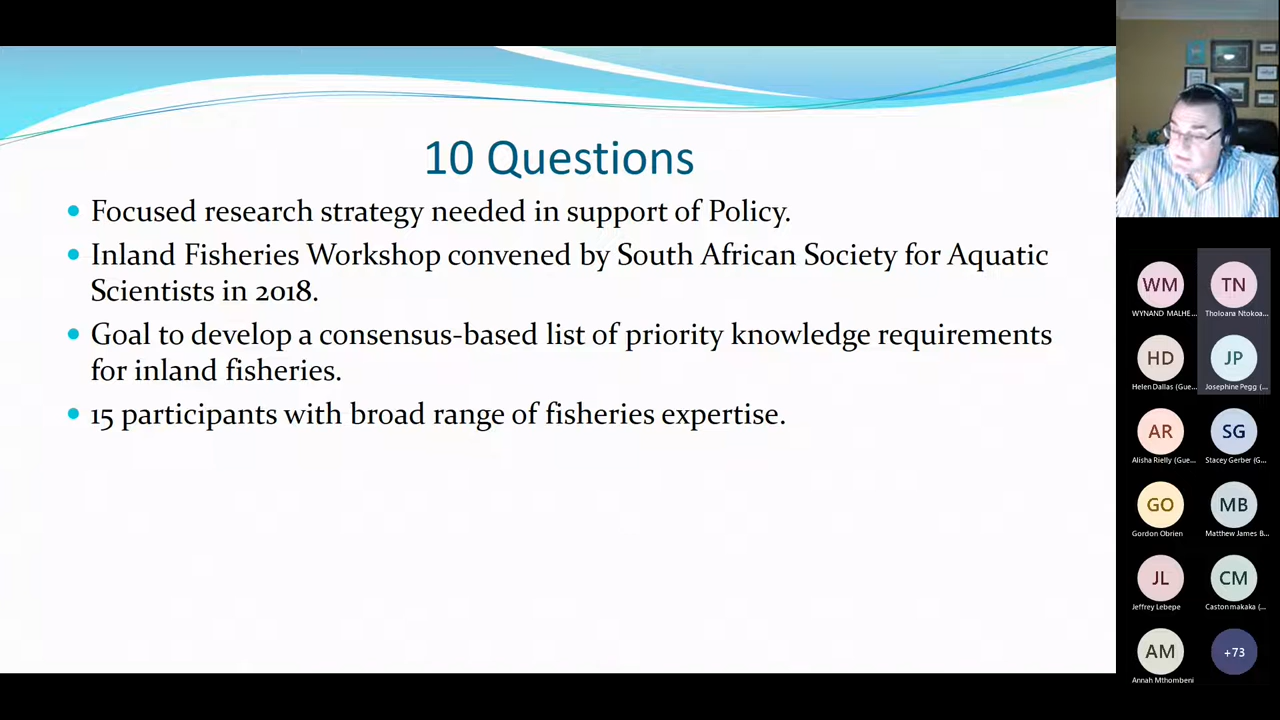 10 Questions
Focused research strategy needed in support of Policy.
Inland Fisheries Workshop convened by South African Society for Aquatic
Scientists in 2018.
Goal to develop a consensus-based list of priority knowledge requirements
for inland fisheries.
15 participants with broad range of fisheries expertise.
WM
WYNAND MALHE...
TN
Tholoana Ntokoa...
HD
Helen Dallas (Gue...
JP
Josephine Pegg (...
AR
Alisha Rielly (Gue...
SG
Stacey Gerber (G...
GO
Gordon Obrien
MB
Matthew James B...
JL
Jeffrey Lebepe
CM
Caston makaka (...
AM
Annah Mthombeni
+73